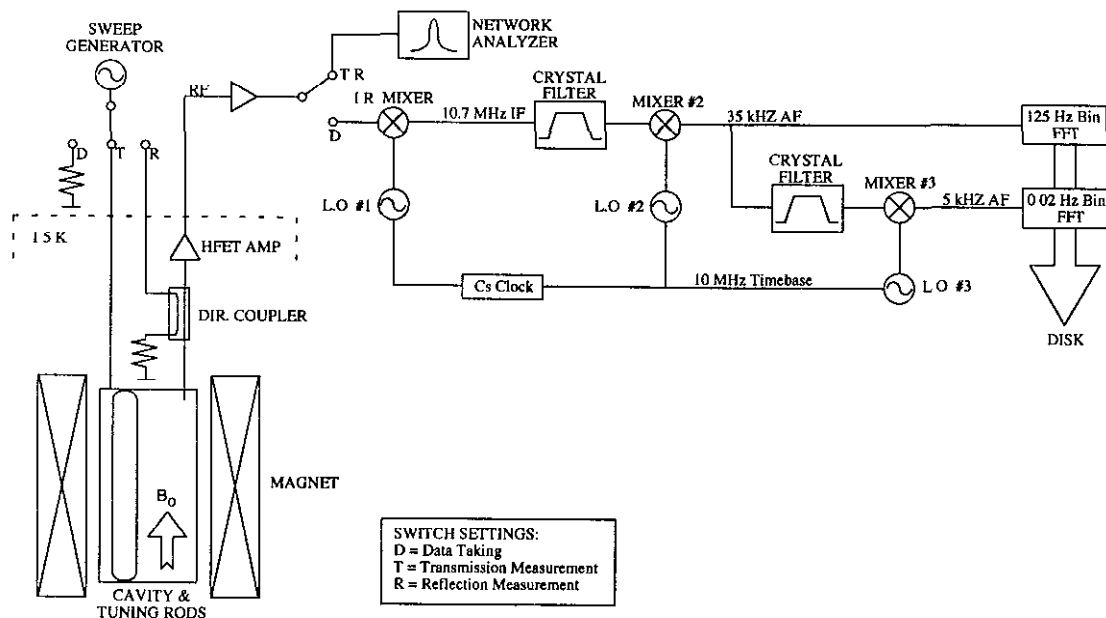 SWEEP
GENERATOR
NETWORK
ANALYZER
RF
T R
I R MIXER
D
10.7 MHz IF
CRYSTAL
FILTER
MIXER #2
35 kHZ AF
125 Hz Bin
FFT
D
T
R
CRYSTAL
FILTER
MIXER #3
5 kHZ AF
0 02 Hz Bin
FFT
L.O #1
L.O #2
1 5 K
HFET AMP
Cs Clock
10 MHz Timebase
L O #3
DIR. COUPLER
DISK
B0
MAGNET
CAVITY &
TUNING RODS
SWITCH SETTINGS:
D = Data Taking
T = Transmission Measurement
R = Reflection Measurement